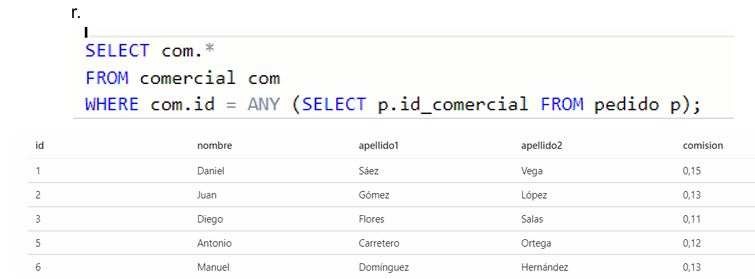 r.
SELECT com.*
FROM comercial com
WHERE com.id = ANY (SELECT p.id_comercial FROM pedido p);
id nombre apellido1 apellido2 comision
1 Daniel Sáez Vega 0,15
2 Juan Gómez López 0,13
3 Diego Flores Salas 0,11
5 Antonio Carretero Ortega 0,12
6 Manuel Domínguez Hernández 0,13